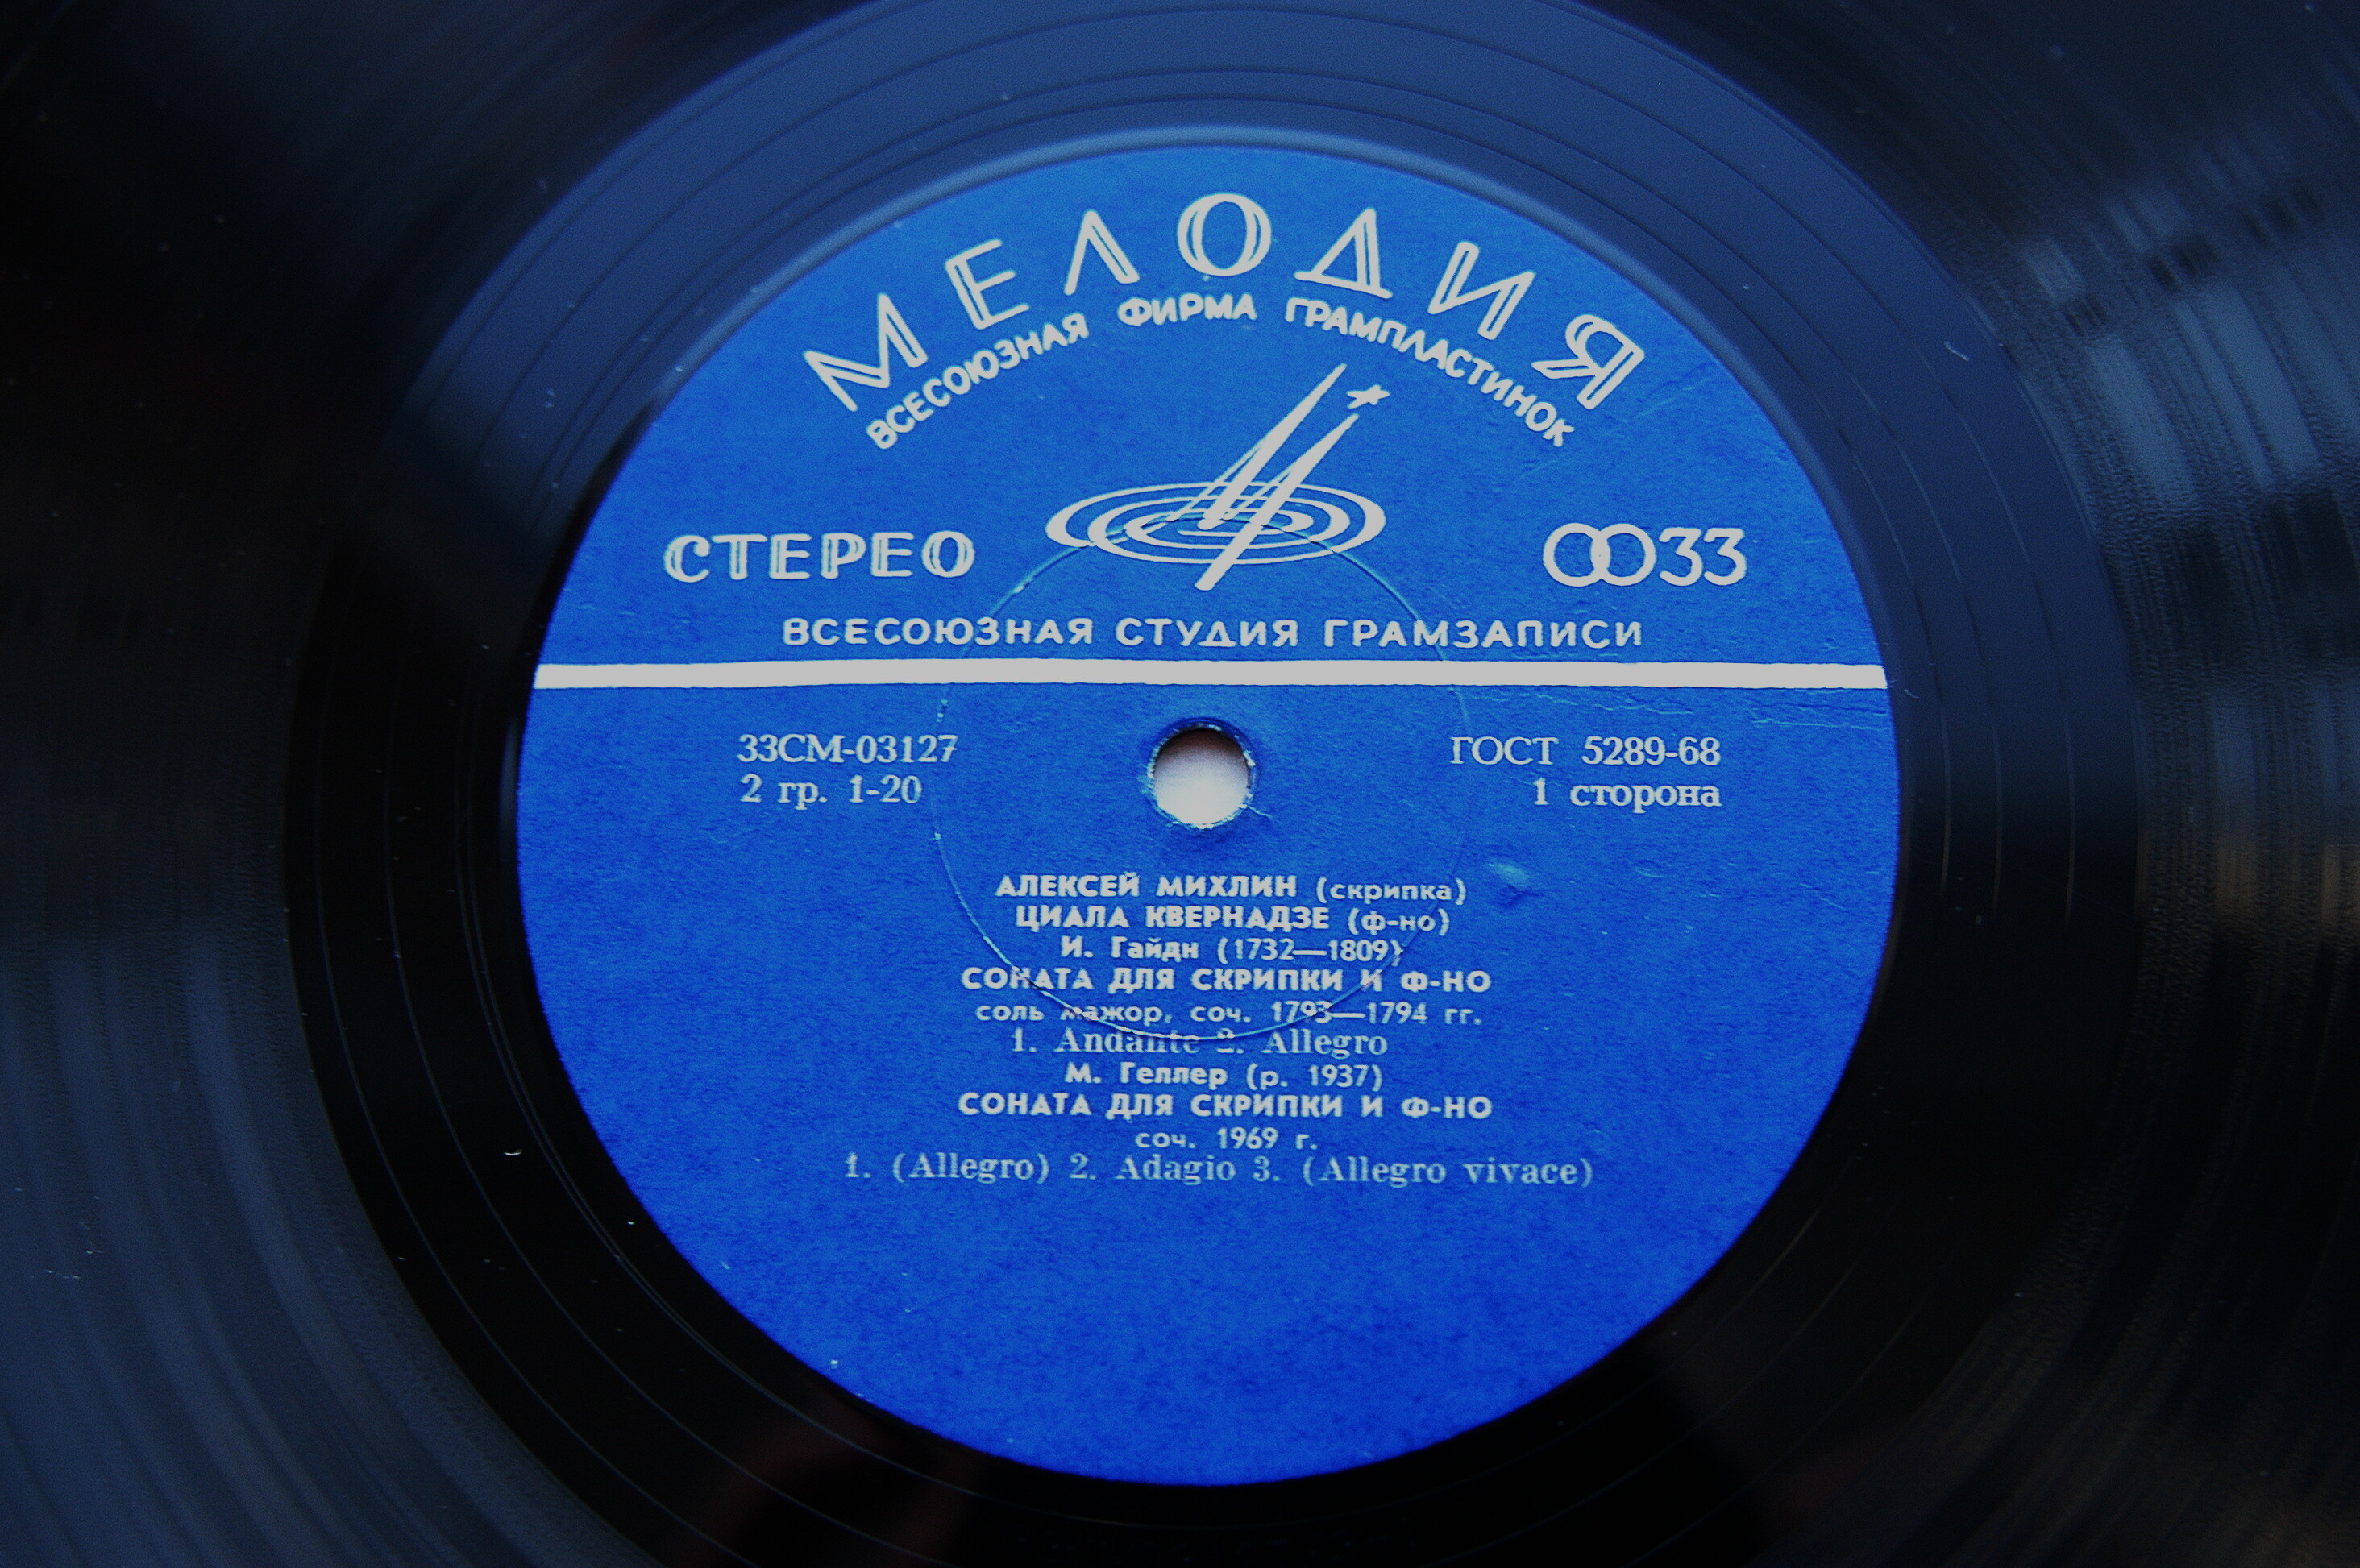 МЕЛОДИЯ
ВСЕСОЮЗНАЯ ФИРМА ГРАМПЛАСТИНОК
СТЕРЕО
ОО33
ВСЕСОЮЗНАЯ СТУДИЯ ГРАМЗАПИСИ
33СМ-03127
ГОСТ 5289-68
2 гр. 1-20
1 сторона
АЛЕКСЕЙ МИХЛИН (скрипка)
ЦИАЛА КВЕРНАДЗЕ (ф-но)
И. Гайдн (1732—1809)
СОНАТА ДЛЯ СКРИПКИ И Ф-НО
соль мажор, соч. 1793—1794 гг.
1. Andante 2. Allegro
М. Геллер (р. 1937)
СОНАТА ДЛЯ СКРИПКИ И Ф-НО
соч. 1969 г.
1. (Allegro) 2. Adagio 3. (Allegro vivace)